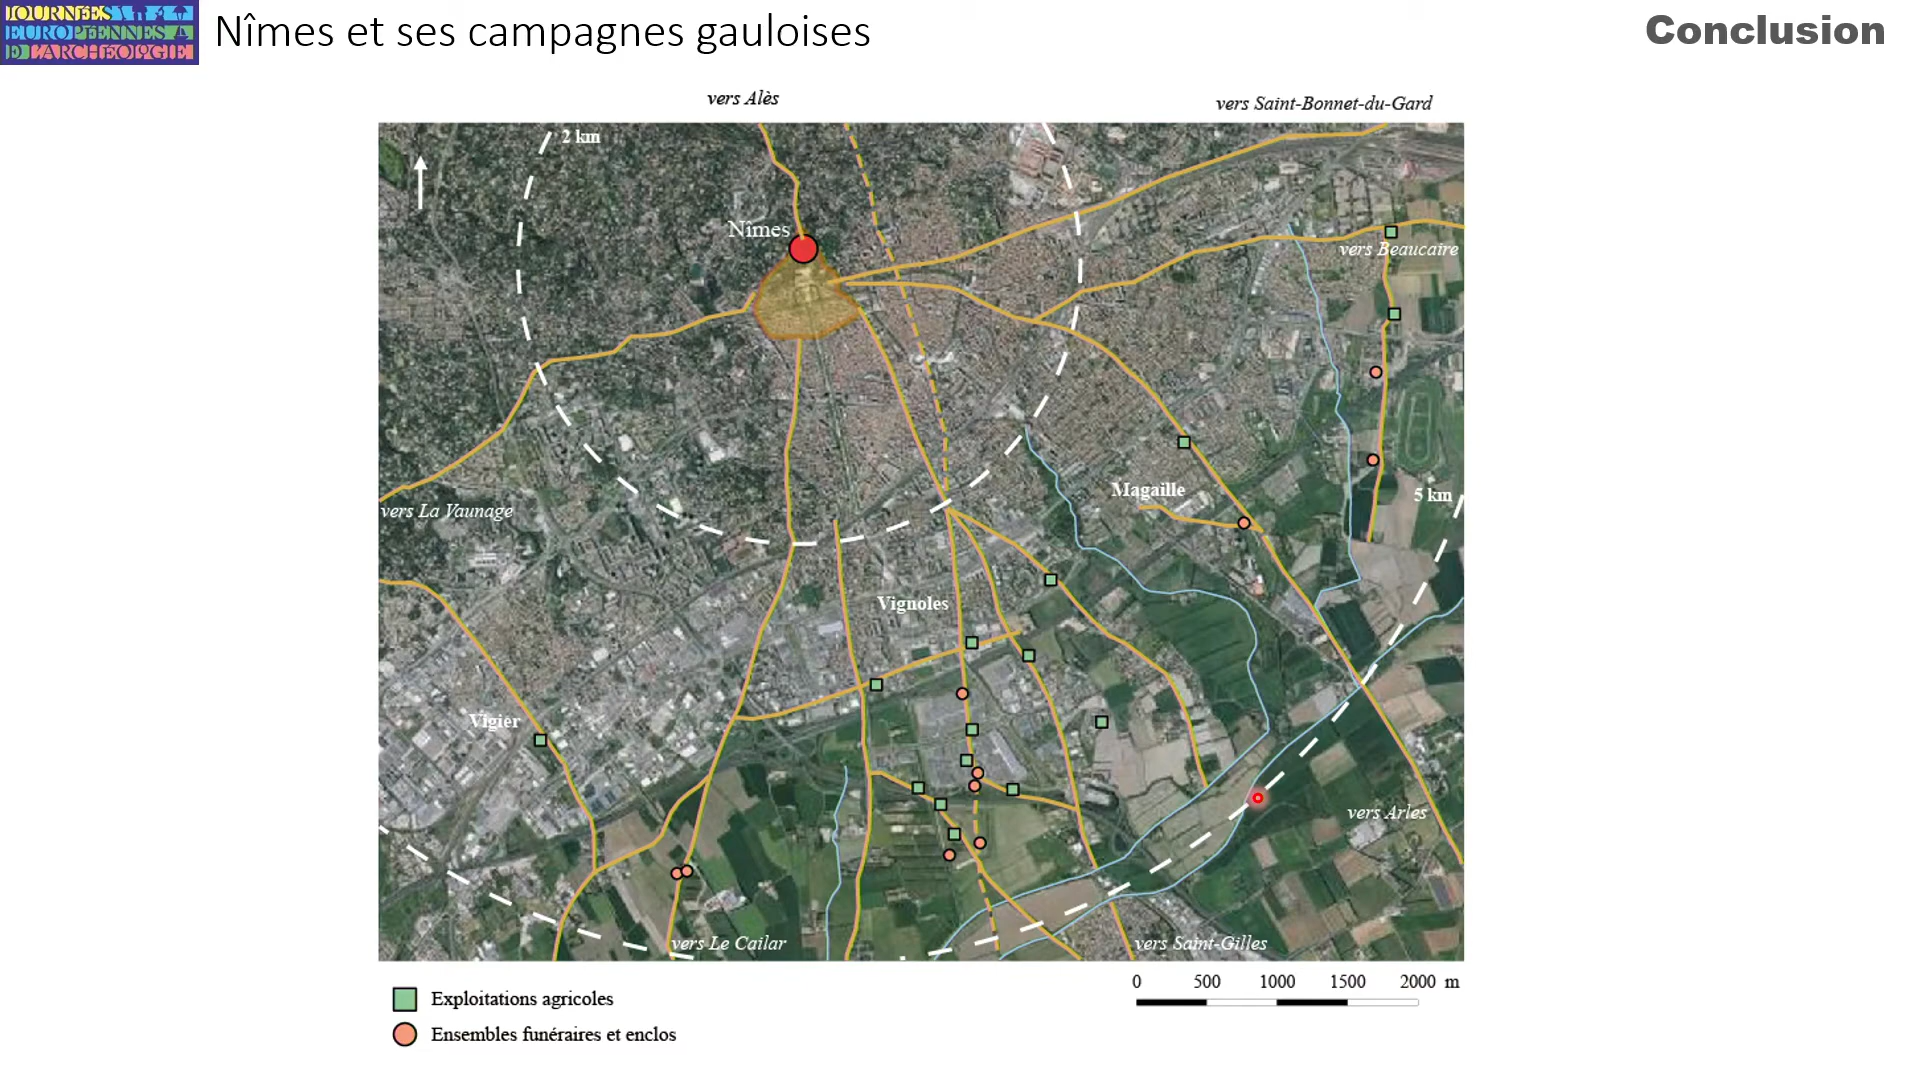 JOURNÉES
EUROPÉENNES
DE L'ARCHÉOLOGIE
Nîmes et ses campagnes gauloises
Conclusion
vers Alès
vers Saint-Bonnet-du-Gard
2 km
Nîmes
vers Beaucaire
Magaille
5 km
vers La Vaunage
Vignoles
Vigier
vers Arles
vers Le Cailar
vers Saint-Gilles
0 500 1000 1500 2000 m
Exploitations agricoles
Ensembles funéraires et enclos